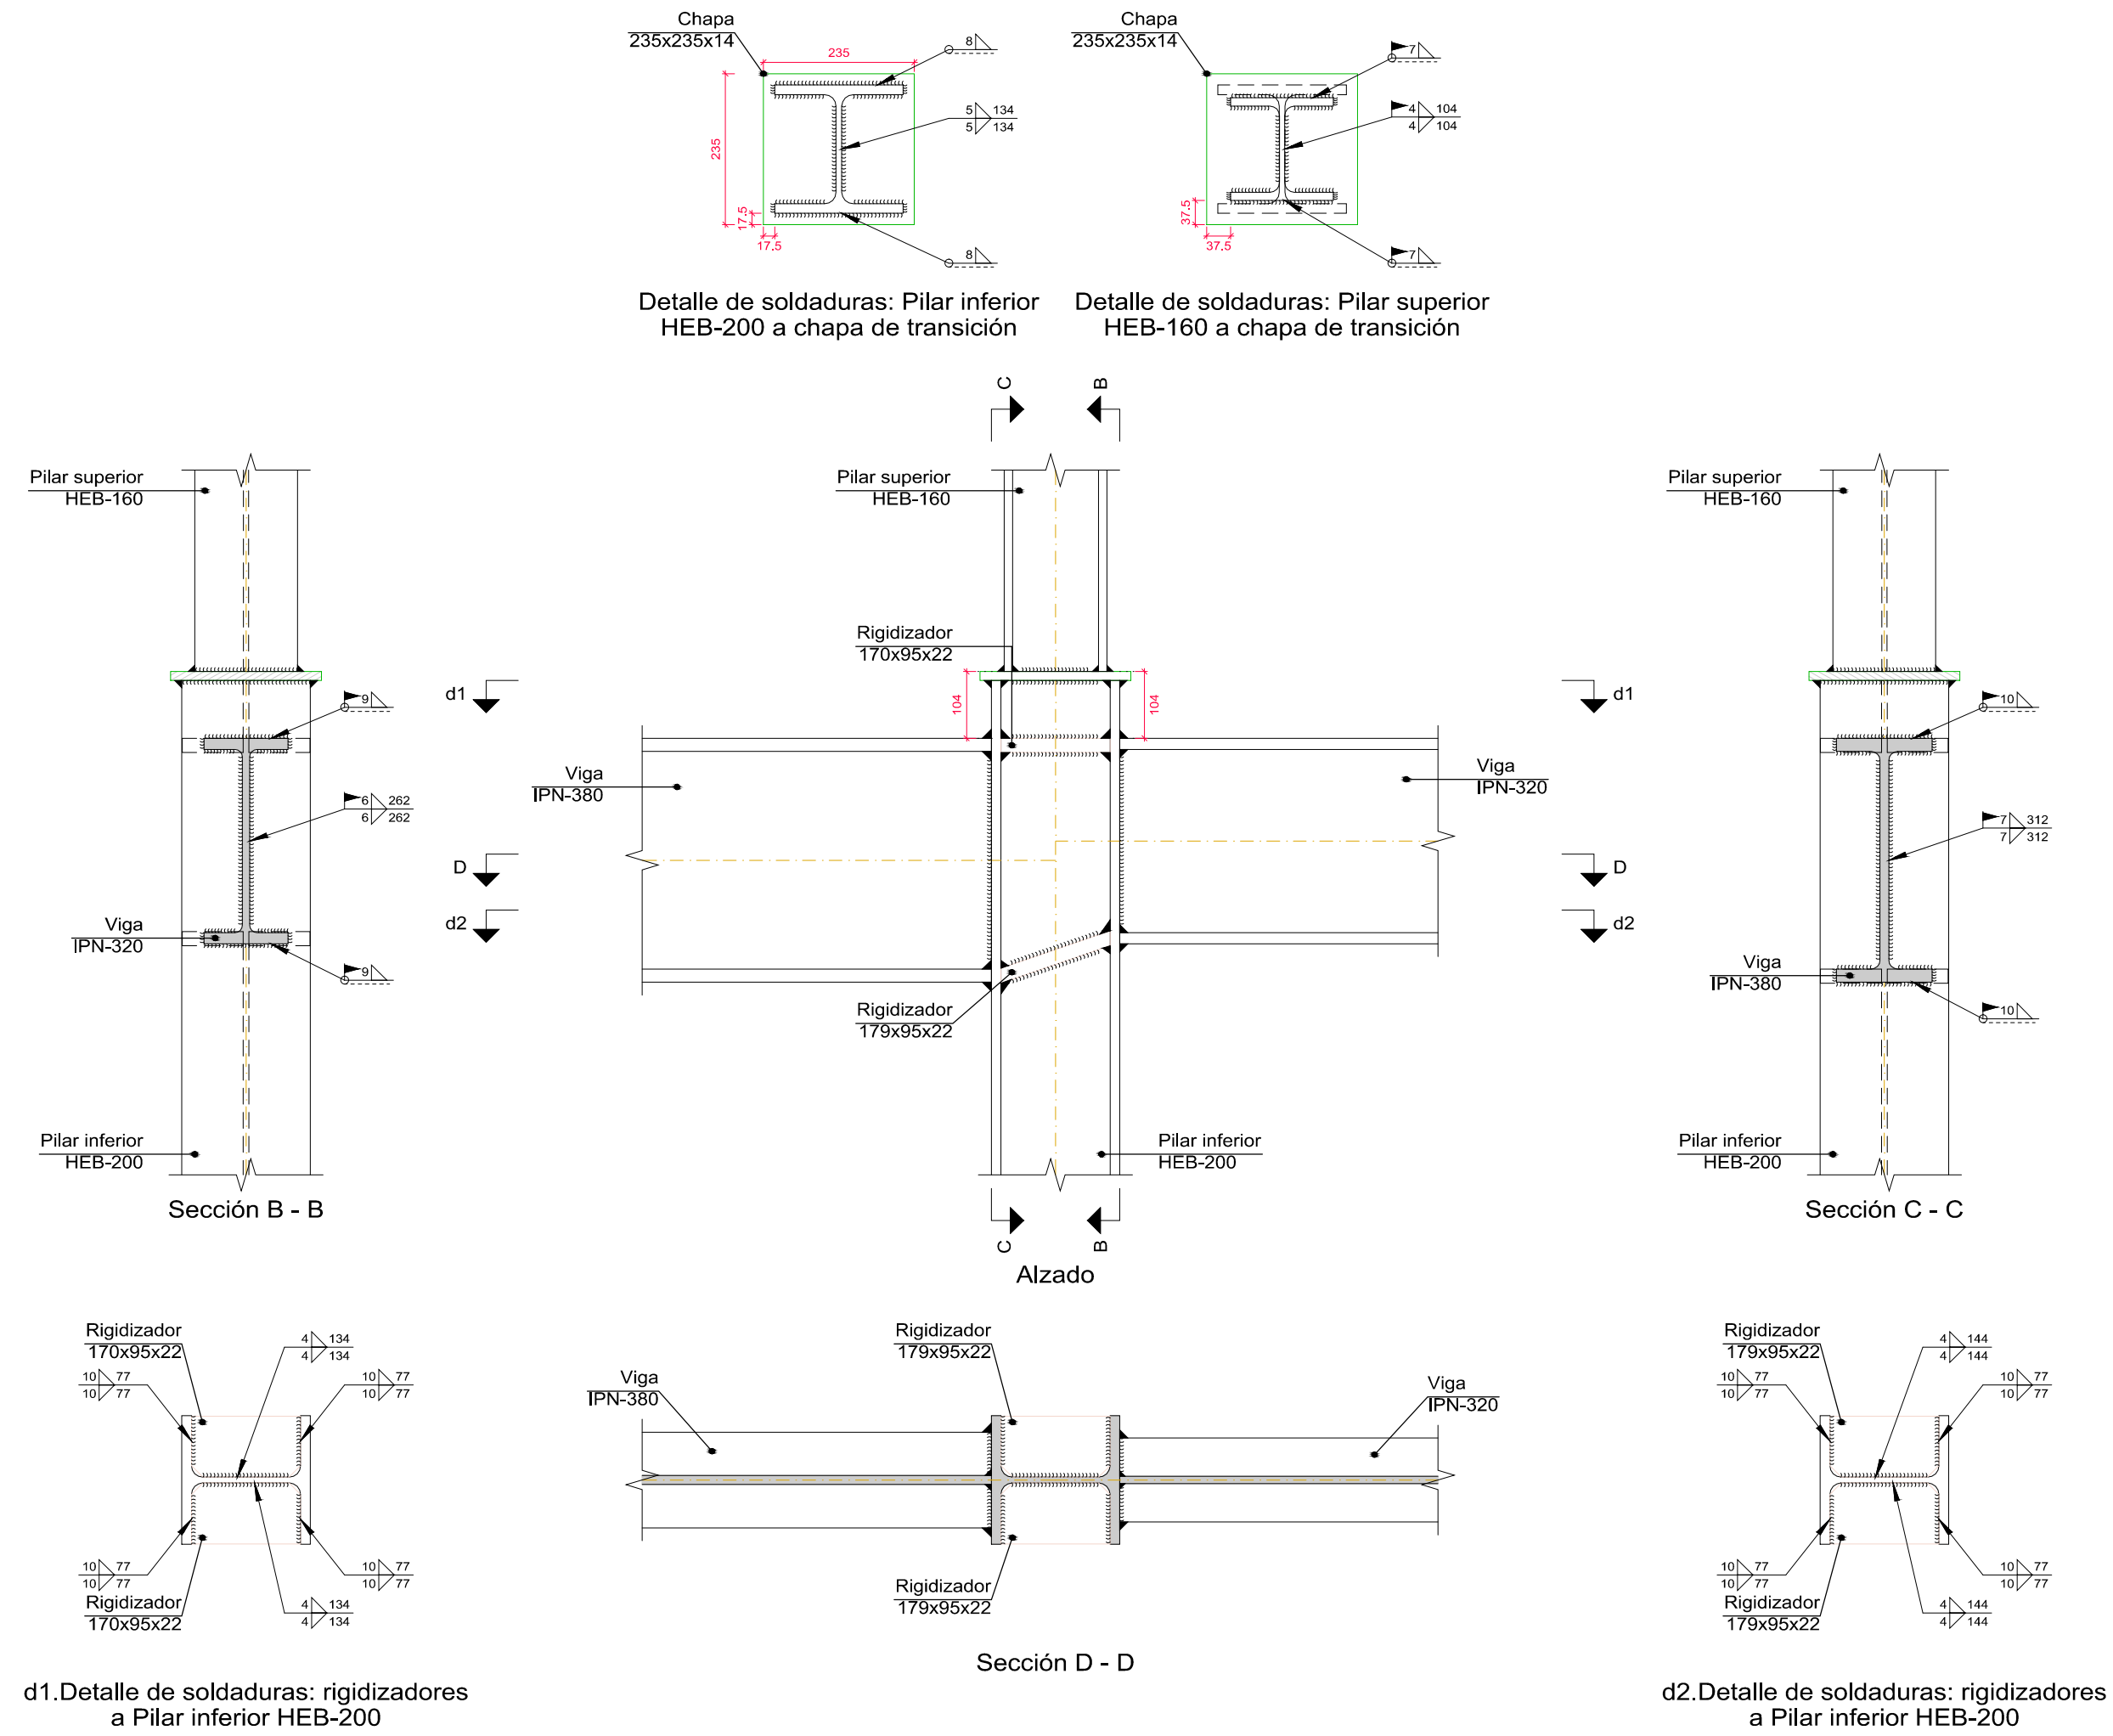 Chapa
235x235x14
235
235
17.5
17.5
8
5 134
5 134
8
Detalle de soldaduras: Pilar inferior
HEB-200 a chapa de transición
Chapa
235x235x14
37.5
37.5
7
4 104
4 104
7
Detalle de soldaduras: Pilar superior
HEB-160 a chapa de transición
Pilar superior
HEB-160
9
6 262
6 262
Viga
IPN-320
9
Pilar inferior
HEB-200
Sección B - B
C
B
Pilar superior
HEB-160
Rigidizador
170x95x22
104
104
d1
d1
Viga
IPN-380
Viga
IPN-320
D
D
d2
d2
Rigidizador
179x95x22
Pilar inferior
HEB-200
C
B
Alzado
Pilar superior
HEB-160
10
7 312
7 312
Viga
IPN-380
10
Pilar inferior
HEB-200
Sección C - C
Rigidizador
170x95x22
4 134
4 134
10 77
10 77
10 77
10 77
10 77
10 77
10 77
10 77
Rigidizador
170x95x22
4 134
4 134
d1.Detalle de soldaduras: rigidizadores
a Pilar inferior HEB-200
Rigidizador
179x95x22
Viga
IPN-380
Viga
IPN-320
Rigidizador
179x95x22
Sección D - D
Rigidizador
179x95x22
4 144
4 144
10 77
10 77
10 77
10 77
10 77
10 77
10 77
10 77
Rigidizador
179x95x22
4 144
4 144
d2.Detalle de soldaduras: rigidizadores
a Pilar inferior HEB-200